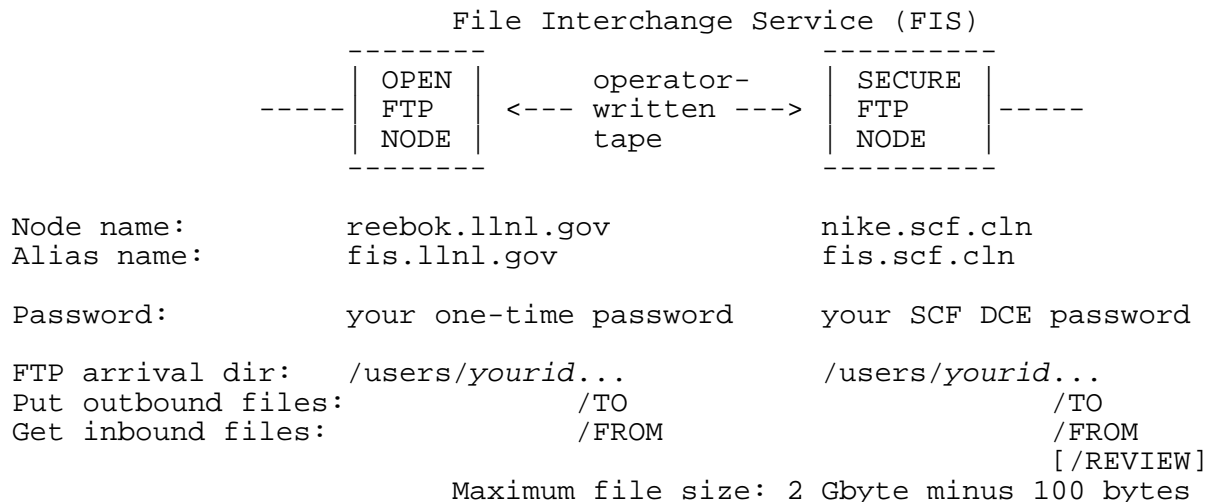 File Interchange Service (FIS)
-------- ----------
| OPEN | operator- | SECURE |
-----| FTP | <--- written ---> | FTP |-----
| NODE | tape | NODE |
-------- ----------
Node name: reebok.llnl.gov nike.scf.cln
Alias name: fis.llnl.gov fis.scf.cln
Password: your one-time password your SCF DCE password
FTP arrival dir: /users/yourid... /users/yourid...
Put outbound files: /TO /TO
Get inbound files: /FROM /FROM
[/REVIEW]
Maximum file size: 2 Gbyte minus 100 bytes